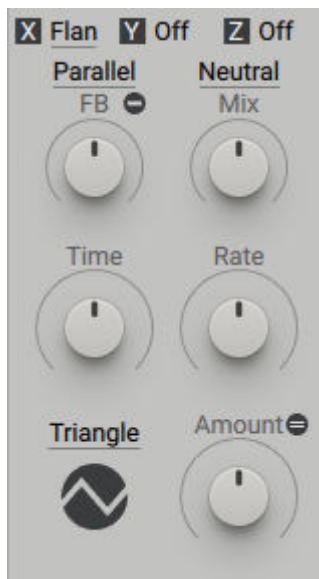 X Flan Y Off Z Off
Parallel Neutral
FB Mix
Time Rate
Triangle Amount